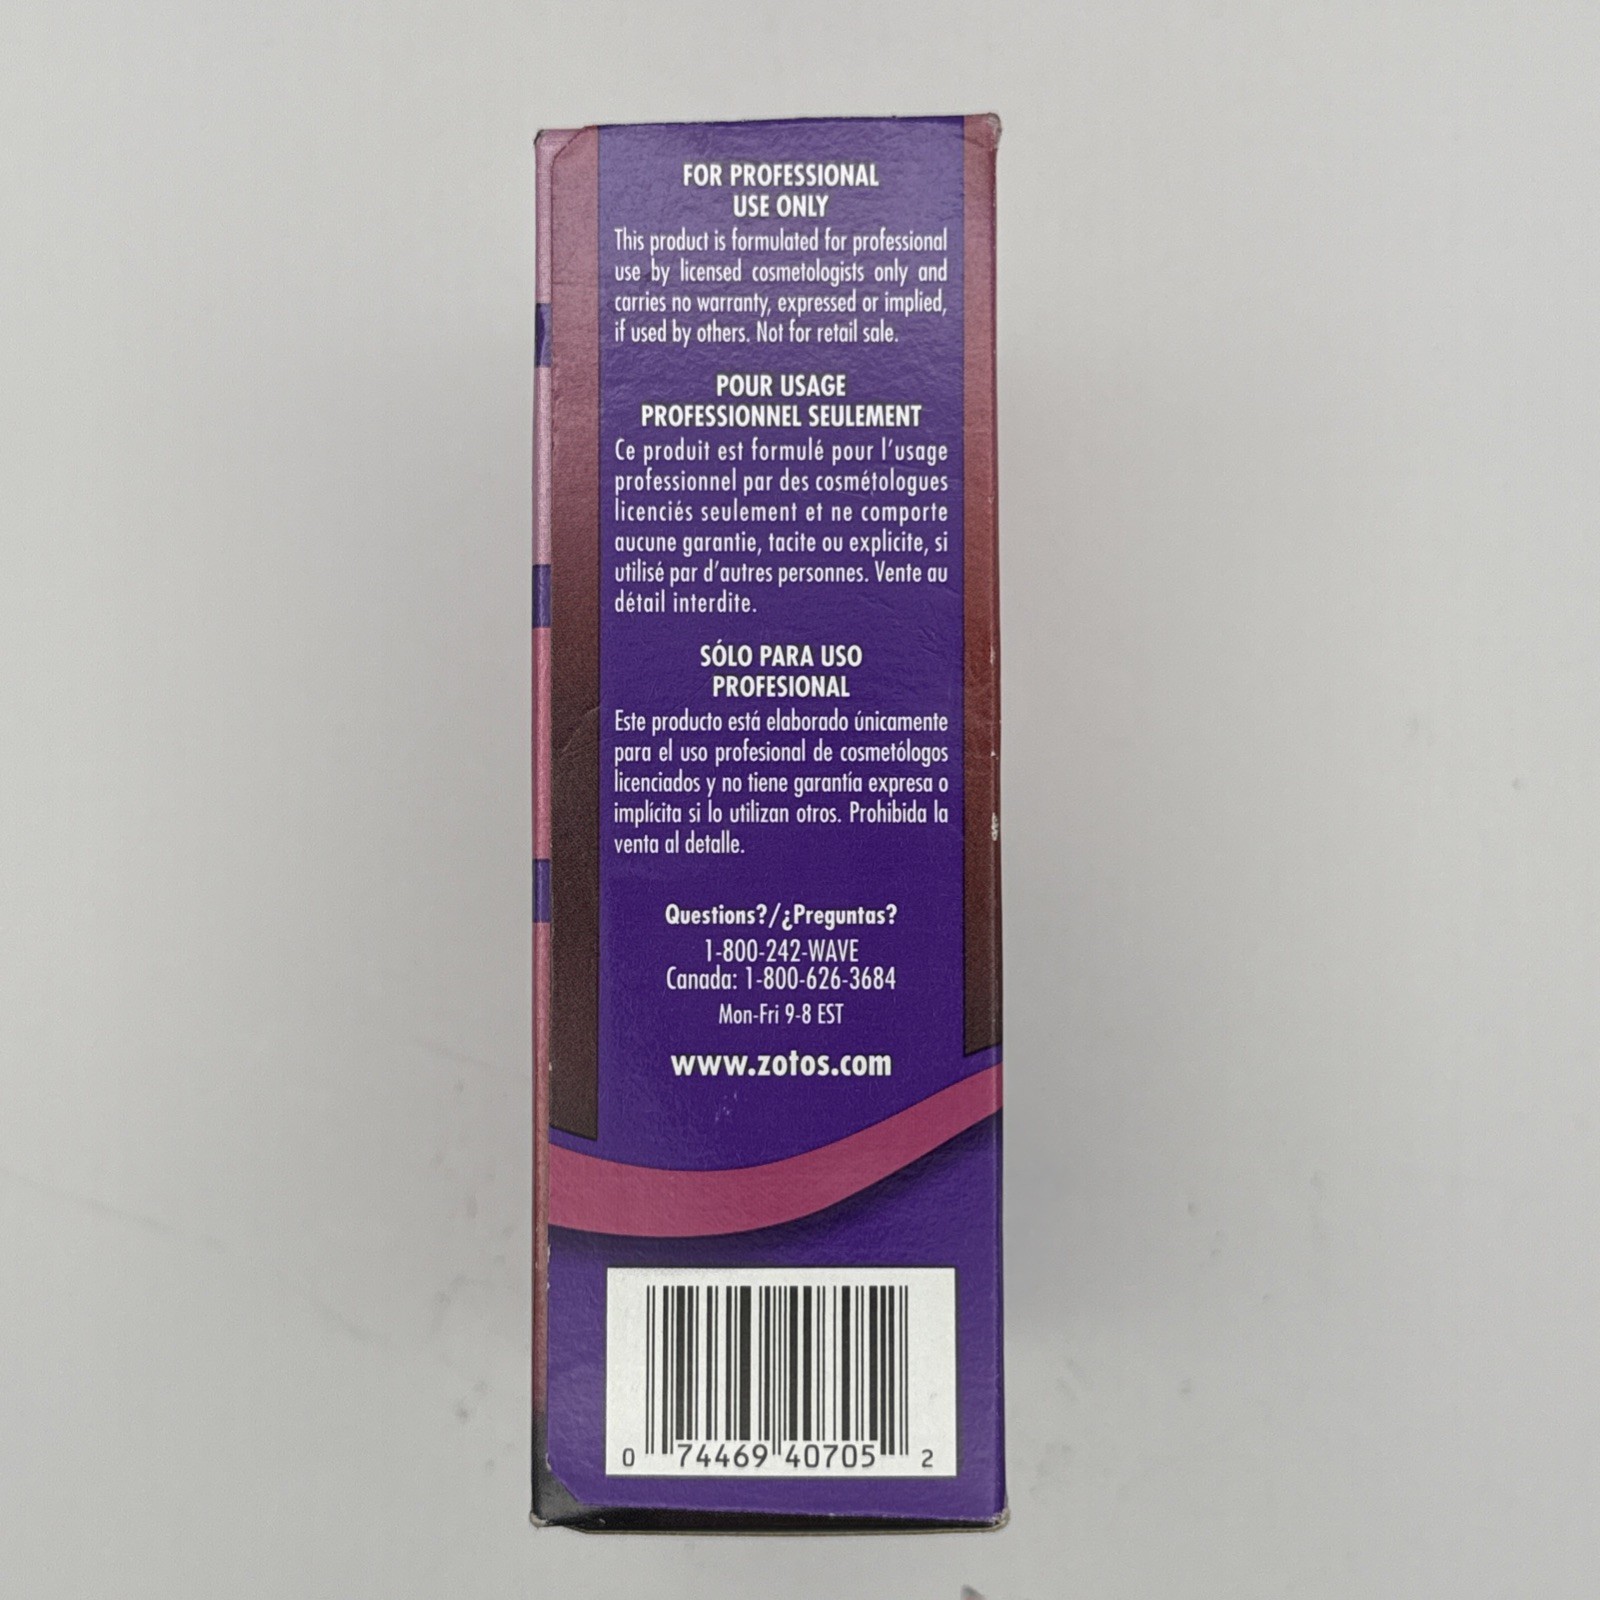 FOR PROFESSIONAL
USE ONLY
This product is formulated for professional
use by licensed cosmetologists only and
carries no warranty, expressed or implied,
if used by others. Not for retail sale.
POUR USAGE
PROFESSIONNEL SEULEMENT
Ce produit est formulé pour l'usage
professionnel par des cosmétologues
licenciés seulement et ne comporte
aucune garantie, tacite ou explicite, si
utilisé par d'autres personnes. Vente au
détail interdite.
SÓLO PARA USO
PROFESIONAL
Este producto está elaborado únicamente
para el uso profesional de cosmetólogos
licenciados y no tiene garantía expresa o
implícita si lo utilizan otros. Prohibida la
venta al detalle.
Questions?/¿Preguntas?
1-800-242-WAVE
Canada: 1-800-626-3684
Mon-Fri 9-8 EST
www.zotos.com
0 74469 40705 2